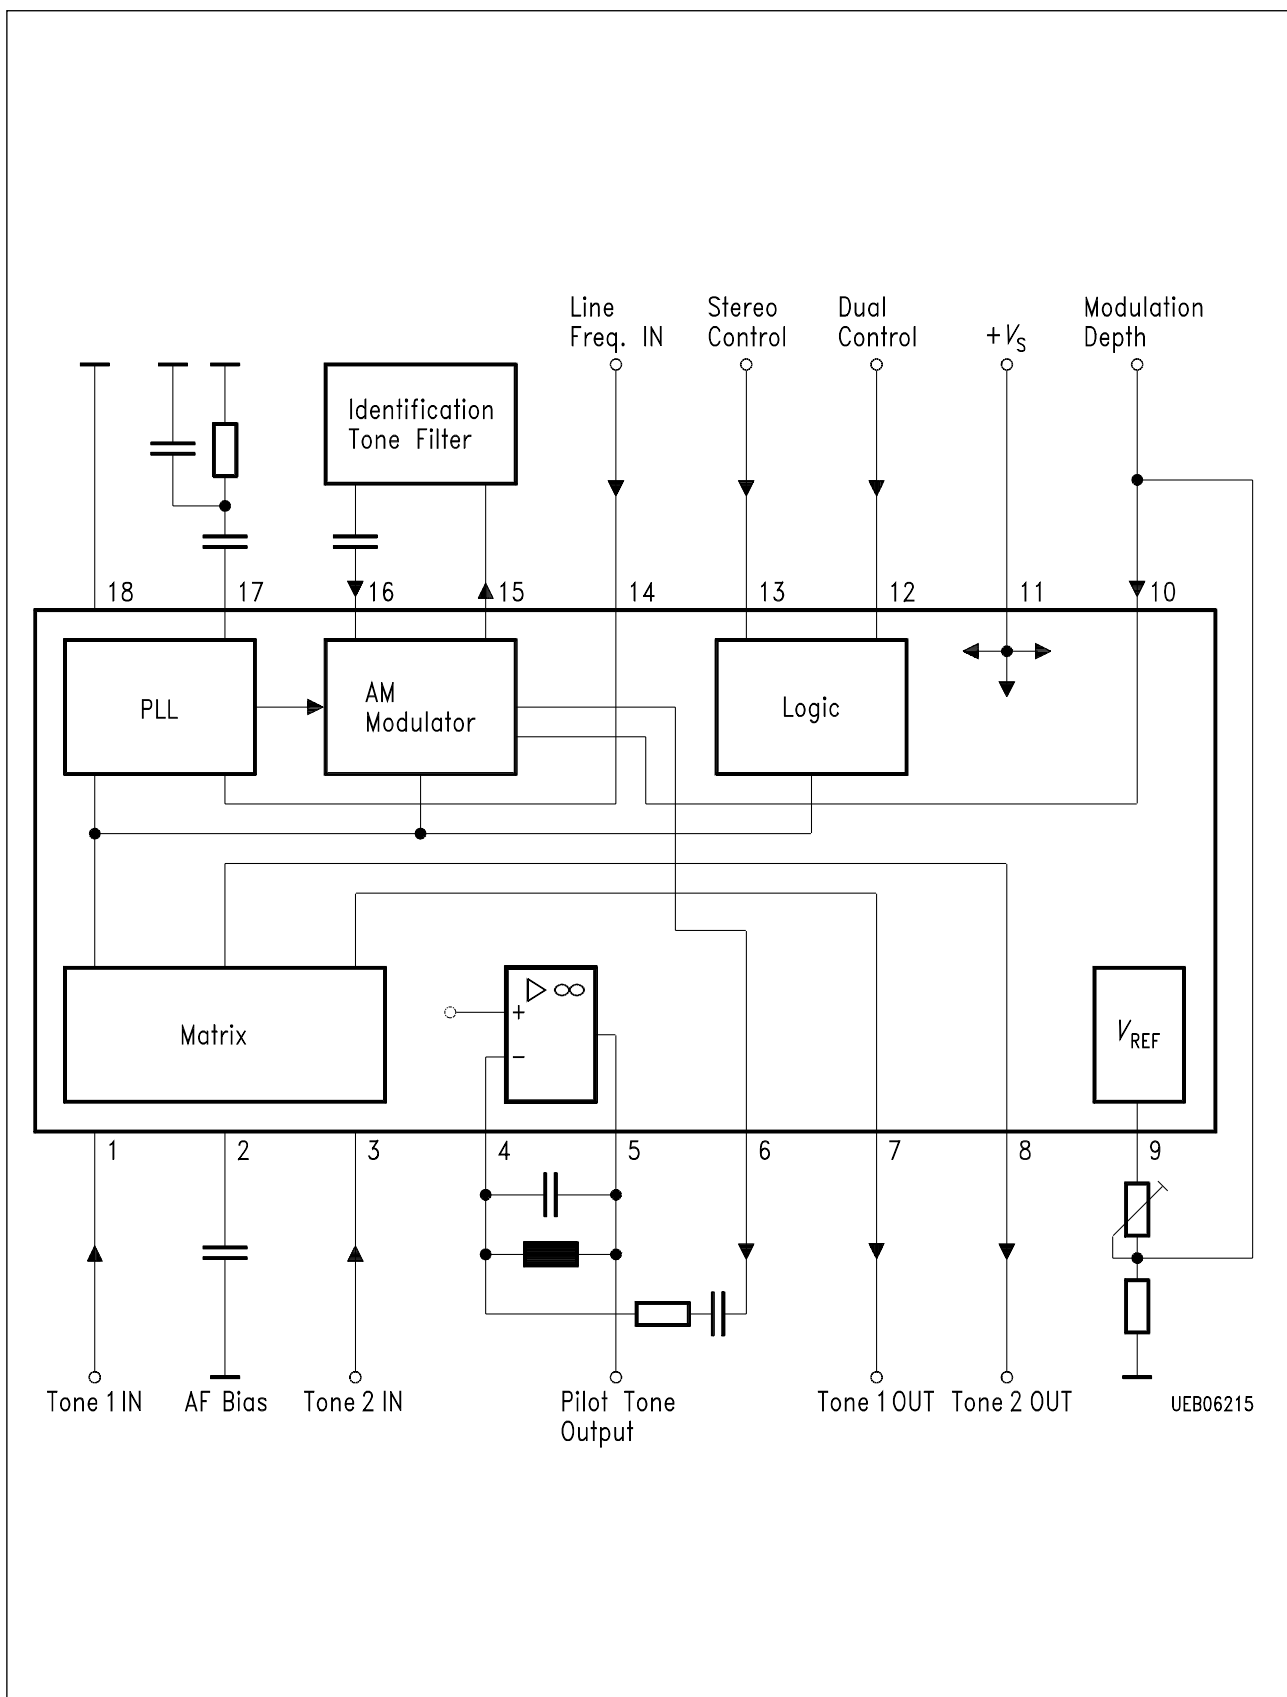 Line
Freq. IN
Stereo
Control
Dual
Control
+VS
Modulation
Depth
Identification
Tone Filter
18
17
16
15
14
13
12
11
10
PLL
AM
Modulator
Logic
Matrix
▷ ∞
+
−
VREF
1
2
3
4
5
6
7
8
9
Tone 1 IN
AF Bias
Tone 2 IN
Pilot Tone
Output
Tone 1 OUT
Tone 2 OUT
UEB06215